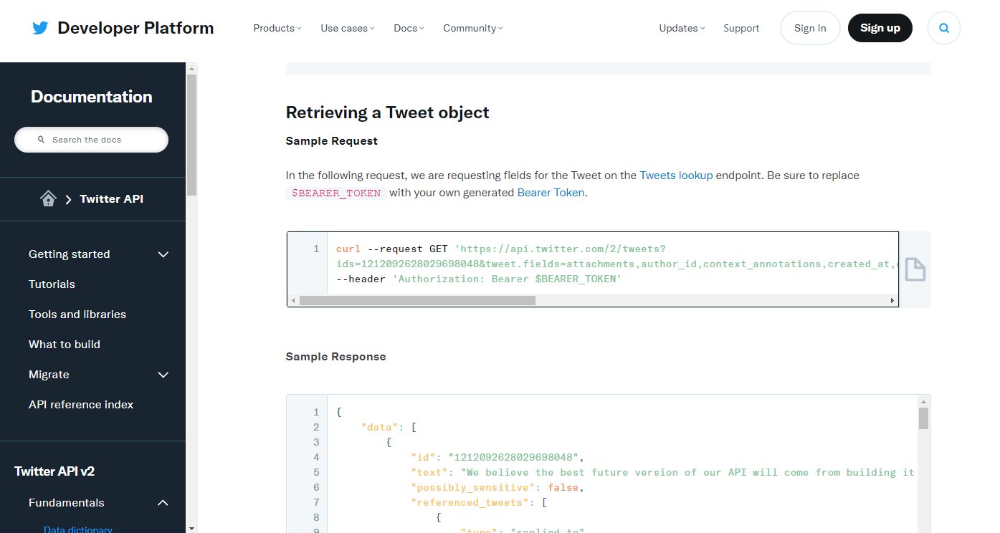 Developer Platform
Products
Use cases
Docs
Community
Updates
Support
Sign in
Sign up
Documentation
Search the docs
Twitter API
Getting started
Tutorials
Tools and libraries
What to build
Migrate
API reference index
Twitter API v2
Fundamentals
Data dictionary
Retrieving a Tweet object
Sample Request
In the following request, we are requesting fields for the Tweet on the Tweets lookup endpoint. Be sure to replace
$BEARER_TOKEN with your own generated Bearer Token.
1 curl --request GET 'https://api.twitter.com/2/tweets?
ids=1212092628029698048&tweet.fields=attachments,author_id,context_annotations,created_at,
--header 'Authorization: Bearer $BEARER_TOKEN'
Sample Response
1 {
2 "data": [
3 {
4 "id": "1212092628029698048",
5 "text": "We believe the best future version of our API will come from building it
6 "possibly_sensitive": false,
7 "referenced_tweets": [
8 {
9 "type": "replied_to"